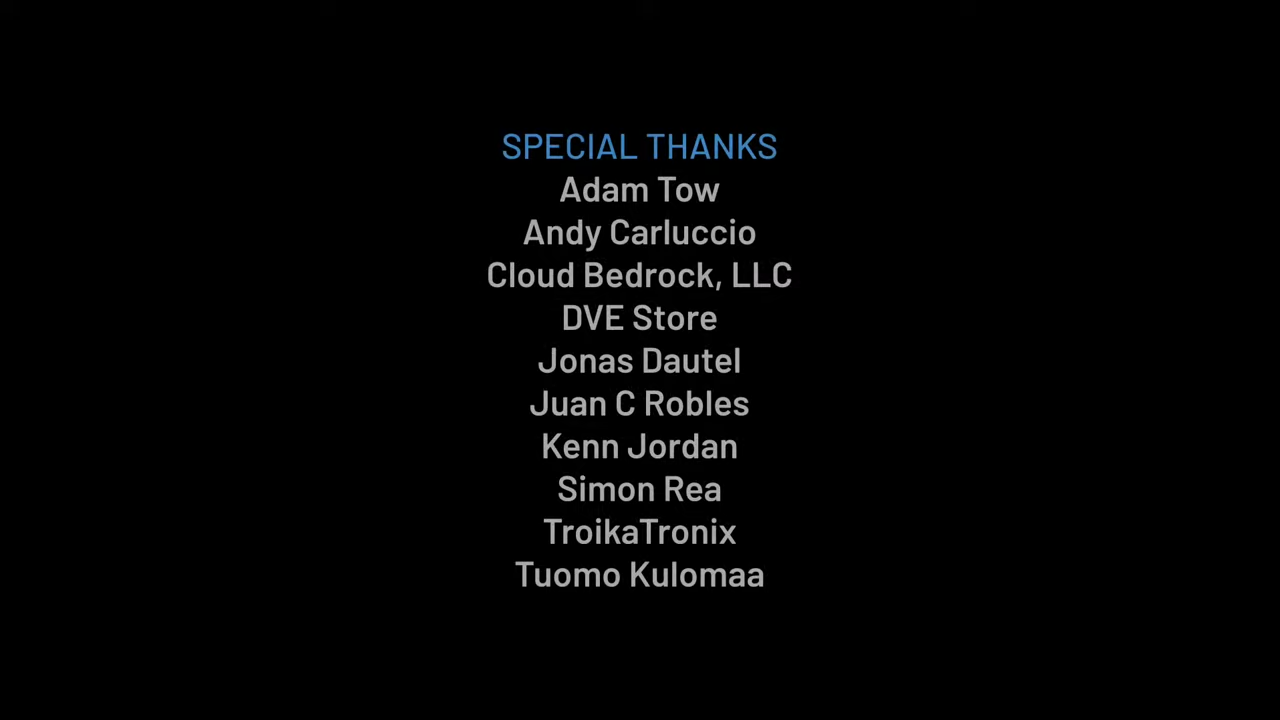 SPECIAL THANKS
Adam Tow
Andy Carluccio
Cloud Bedrock, LLC
DVE Store
Jonas Dautel
Juan C Robles
Kenn Jordan
Simon Rea
TroikaTronix
Tuomo Kulomaa